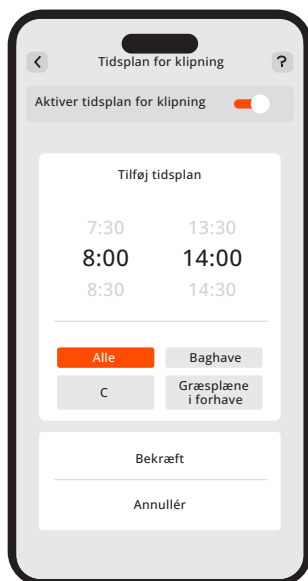 Tidsplan for klipning ?
Aktiver tidsplan for klipning
Tilføj tidsplan
7:30 13:30
8:00 14:00
8:30 14:30
Alle Baghave
C Græsplæne
i forhave
Bekræft
Annullér